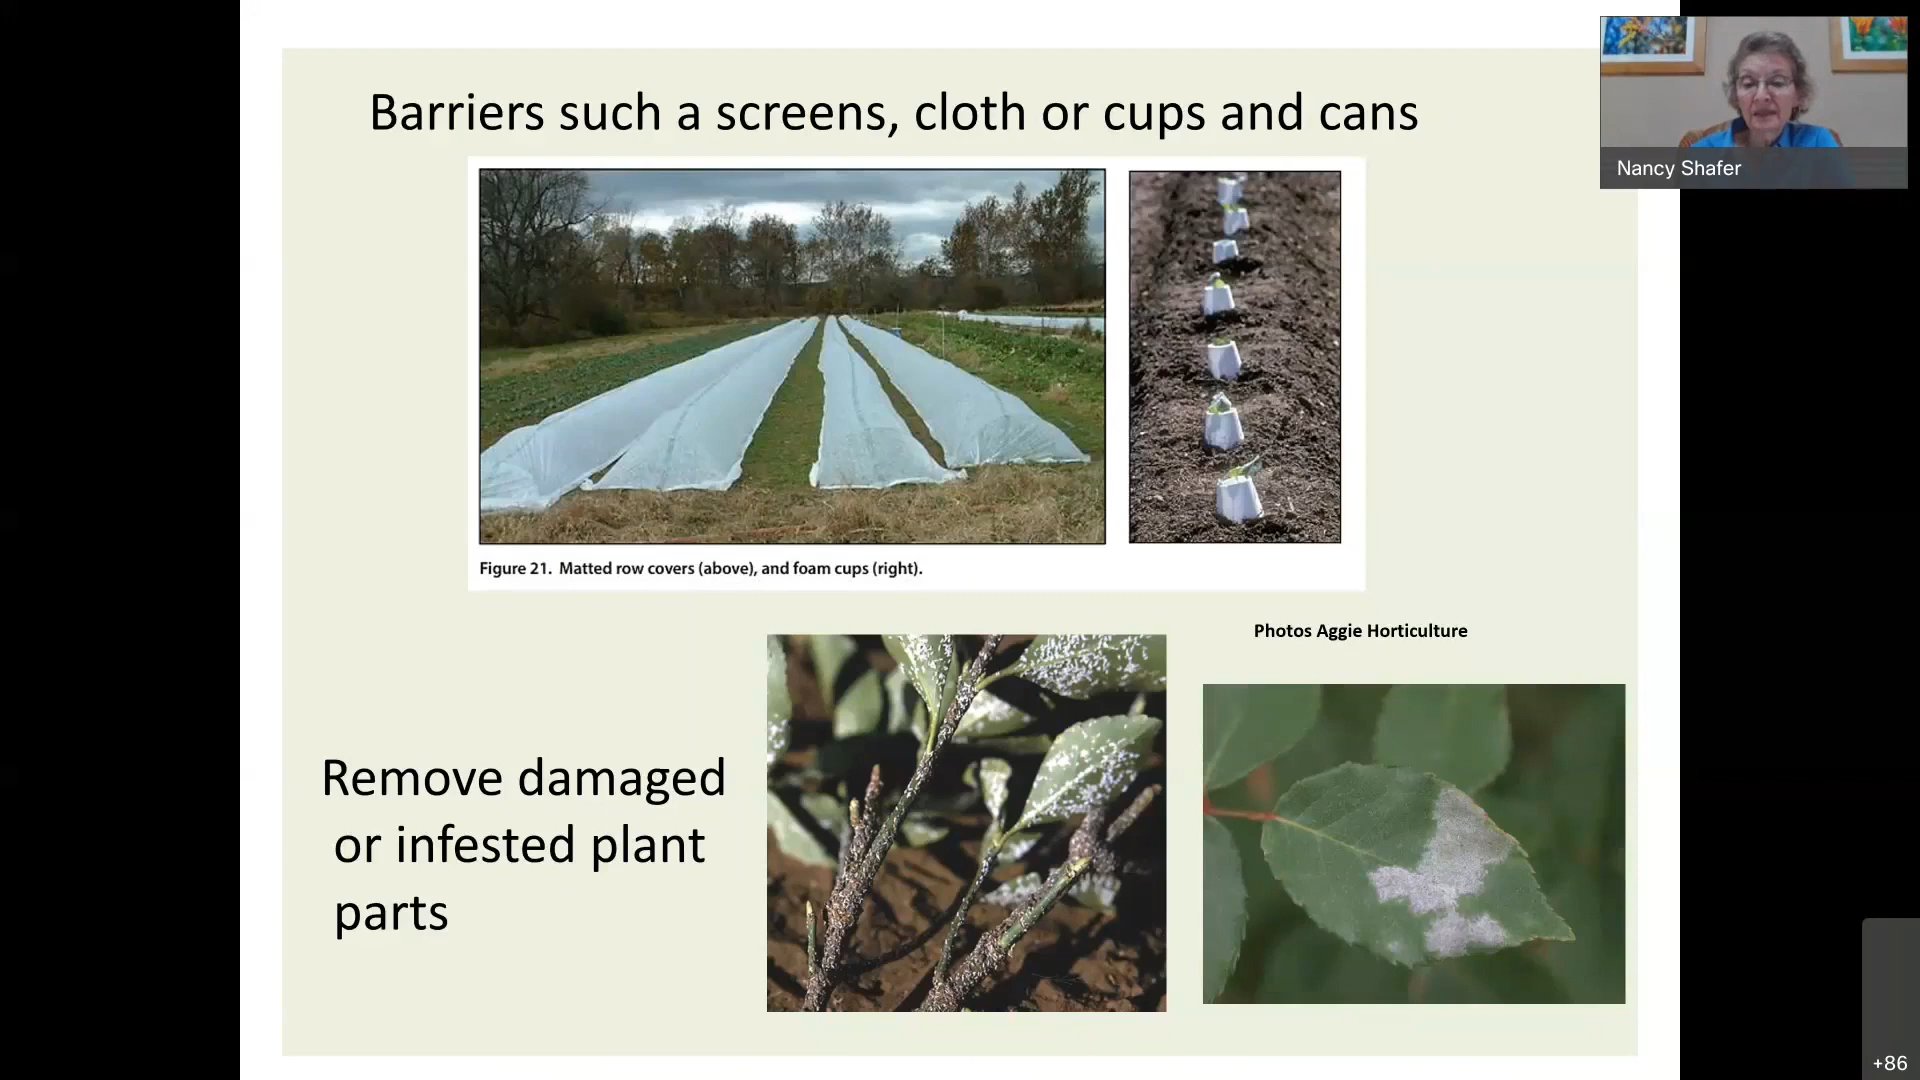 Barriers such a screens, cloth or cups and cans
Nancy Shafer
Figure 21. Matted row covers (above), and foam cups (right).
Photos Aggie Horticulture
Remove damaged
or infested plant
parts
+86